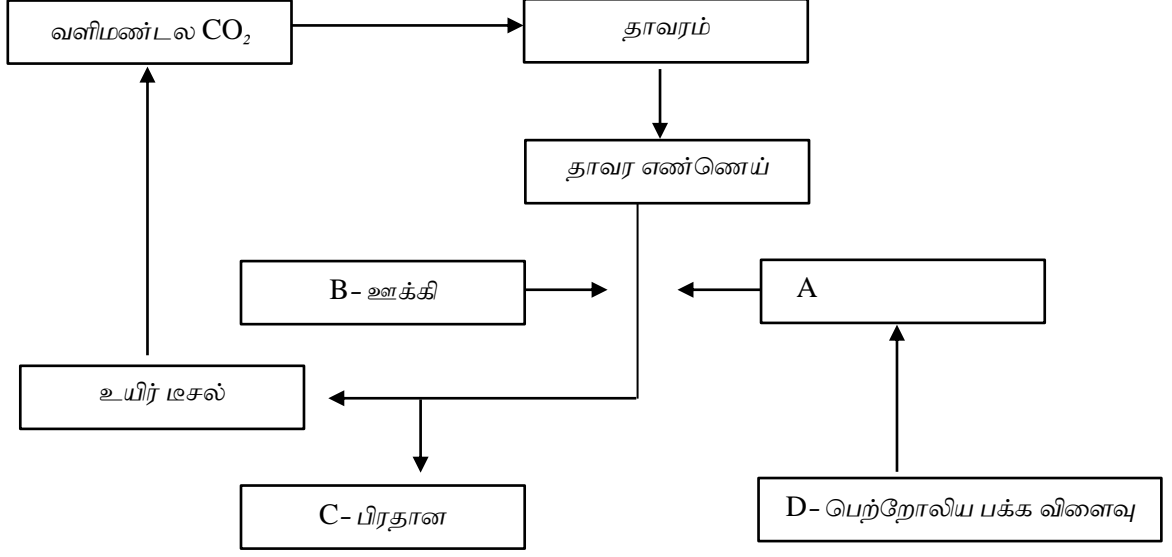 வளிமண்டல CO₂
தாவரம்
தாவர எண்ணெய்
B- ஊக்கி
A
உயிர் டீசல்
C- பிரதான
D- பெற்றோலிய பக்க விளைவு